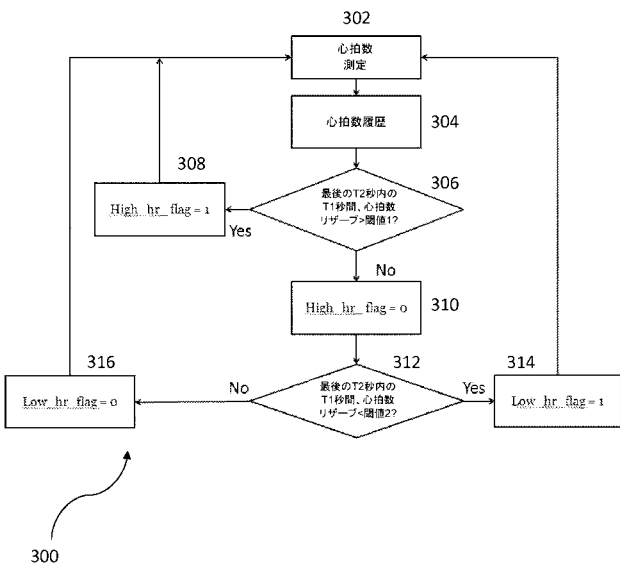 302
心拍数
測定
心拍数履歴
304
306
最後のT2秒内の
T1秒間、心拍数
リザーブ>閾値1?
308
High_hr_flag = 1
Yes
No
High_hr_ flag = 0
310
312
最後のT2秒内の
T1秒間、心拍数
リザーブ<閾値2?
No
Yes
316
Low_hr_flag = 0
314
Low_hr_flag = 1
300